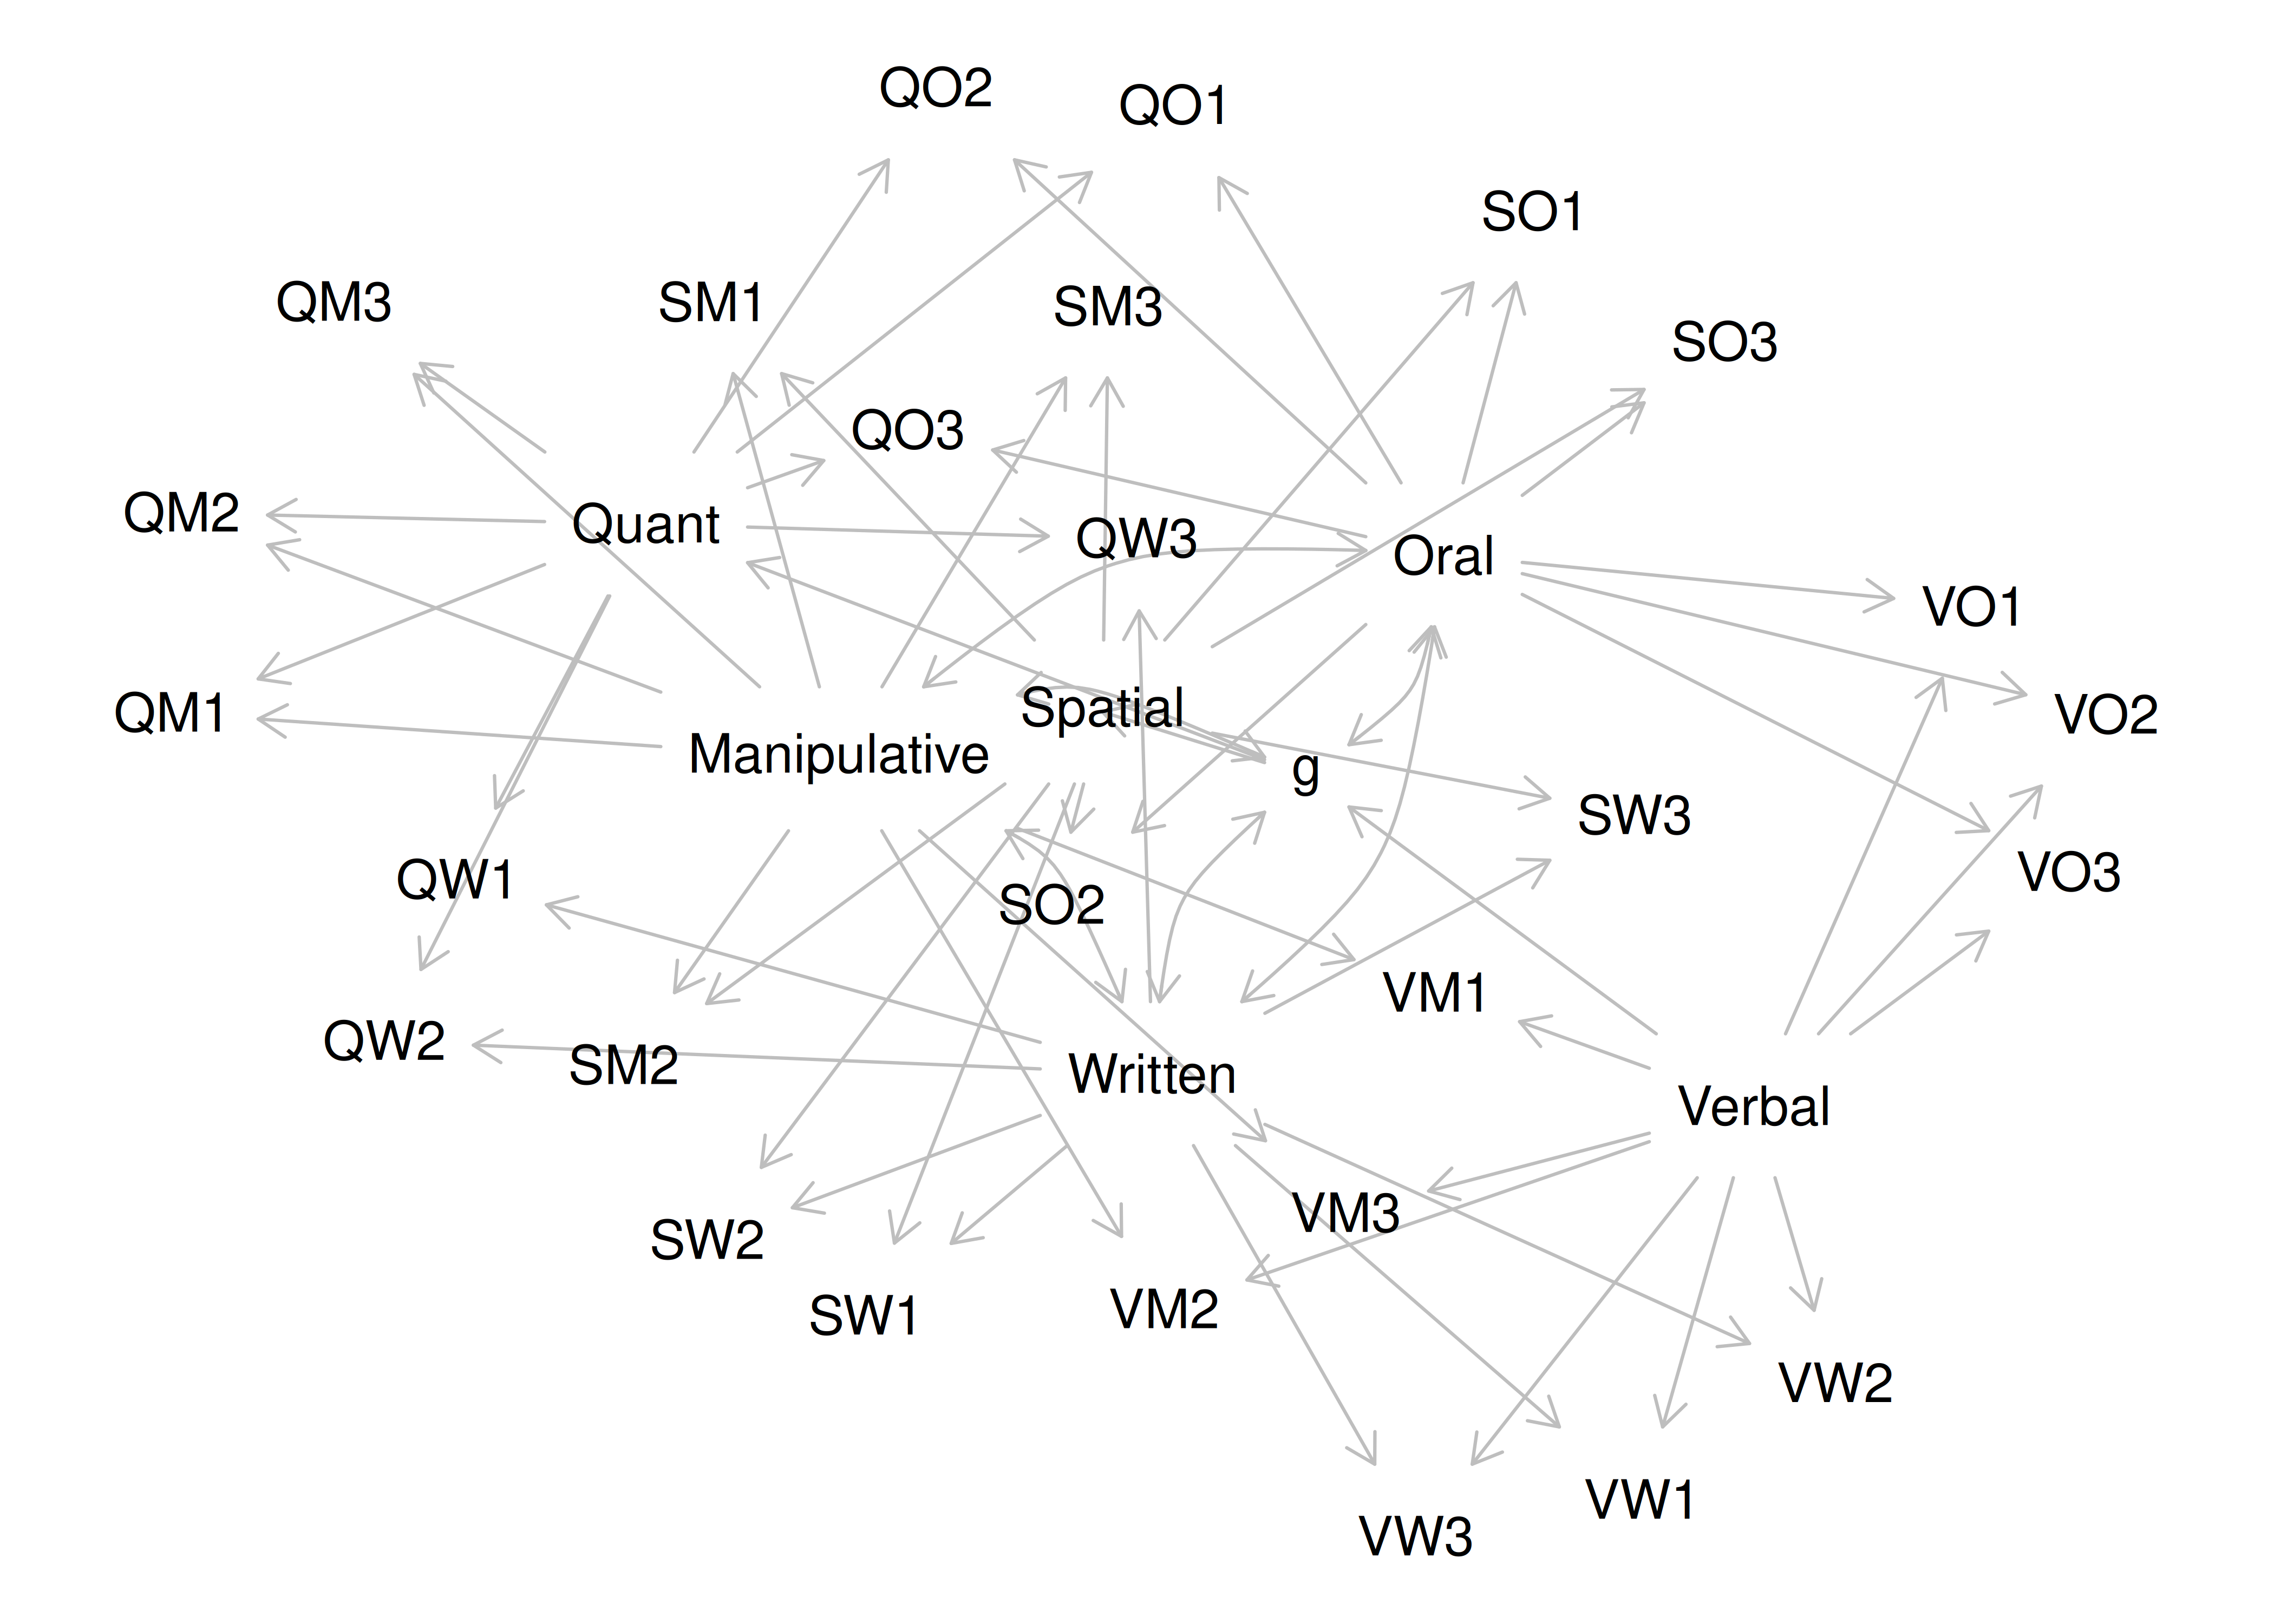 QO2
QO1
SO1
QM3
SM1
SM3
SO3
QO3
QM2
Quant
QW3
Oral
VO1
QM1
Spatial
VO2
Manipulative
g
SW3
QW1
SO2
VO3
VM1
QW2
SM2
Written
Verbal
VM3
SW2
SW1
VM2
VW2
VW1
VW3